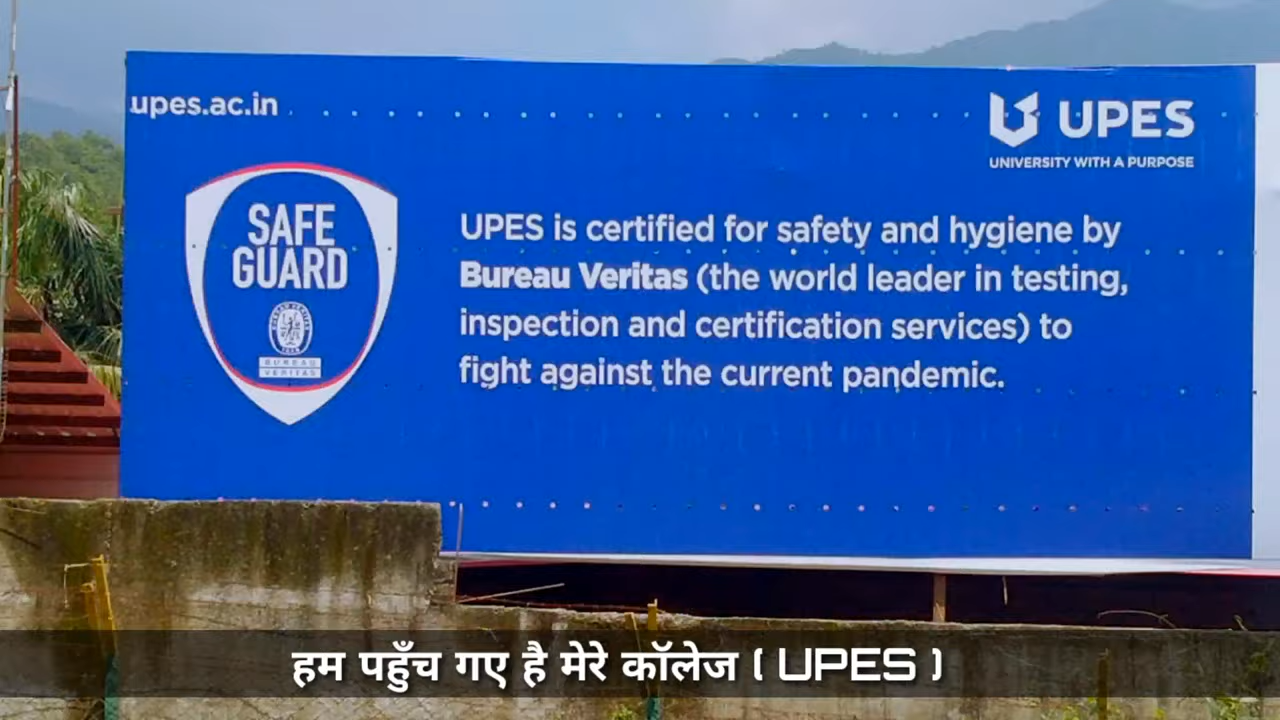 upes.ac.in
UPES
UNIVERSITY WITH A PURPOSE
SAFE
GUARD
BUREAU
VERITAS
UPES is certified for safety and hygiene by
Bureau Veritas (the world leader in testing,
inspection and certification services) to
fight against the current pandemic.
हम पहुँच गए है मेरे कॉलेज ( UPES )